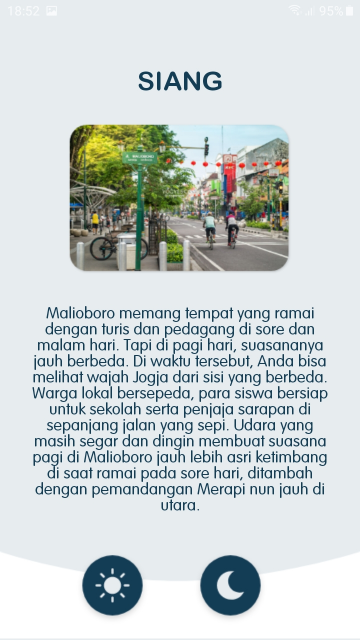 18:52
95%
SIANG
Malioboro memang tempat yang ramai
dengan turis dan pedagang di sore dan
malam hari. Tapi di pagi hari, suasananya
jauh berbeda. Di waktu tersebut, Anda bisa
melihat wajah Jogja dari sisi yang berbeda.
Warga lokal bersepeda, para siswa bersiap
untuk sekolah serta penjaja sarapan di
sepanjang jalan yang sepi. Udara yang
masih segar dan dingin membuat suasana
pagi di Malioboro jauh lebih asri ketimbang
di saat ramai pada sore hari, ditambah
dengan pemandangan Merapi nun jauh di
utara.